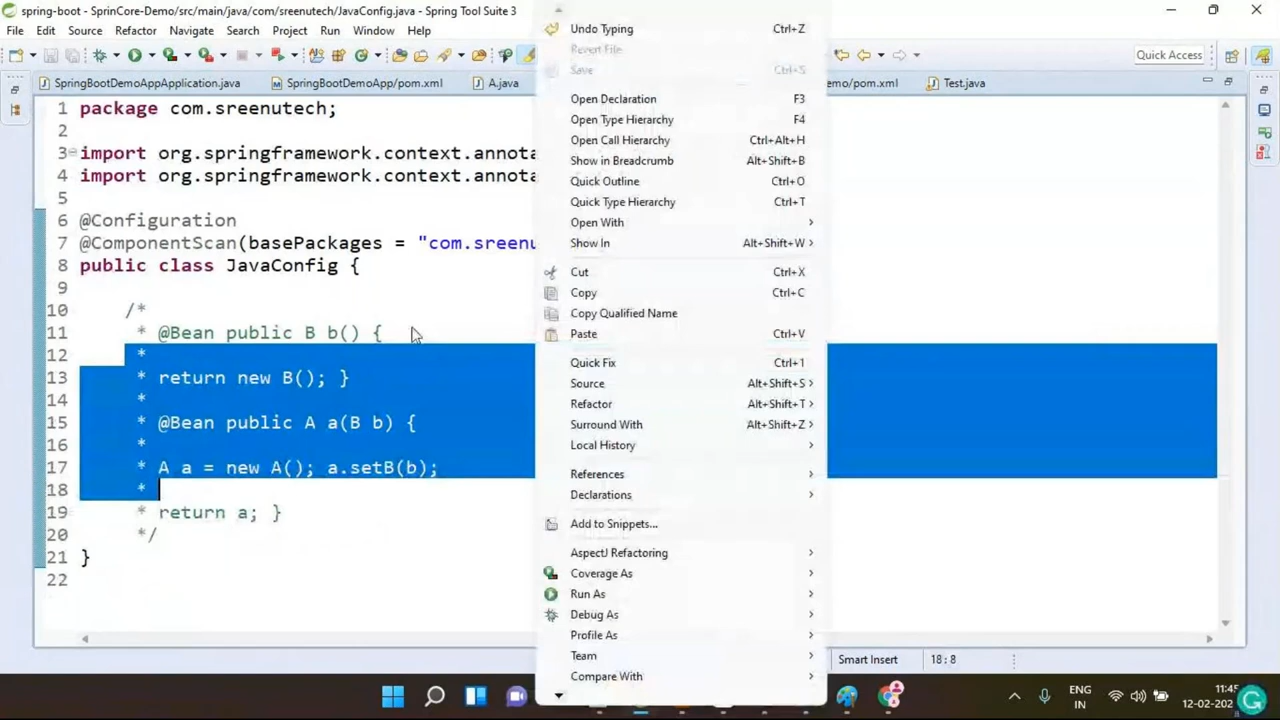 spring-boot - SprinCore-Demo/src/main/java/com/sreenutech/JavaConfig.java - Spring Tool Suite 3
File Edit Source Refactor Navigate Search Project Run Window Help
Quick Access
SpringBootDemoAppApplication.java SpringBootDemoApp/pom.xml A.java emo/pom.xml Test.java
1 package com.sreenutech;
2
3 import org.springframework.context.annota
4 import org.springframework.context.annota
5
6 @Configuration
7 @ComponentScan(basePackages = "com.sreenu
8 public class JavaConfig {
9
10 /*
11 * @Bean public B b() {
12 *
13 * return new B(); }
14 *
15 * @Bean public A a(B b) {
16 *
17 * A a = new A(); a.setB(b);
18 *
19 * return a; }
20 */
21 }
22
Undo Typing Ctrl+Z
Revert File
Save Ctrl+S
Open Declaration F3
Open Type Hierarchy F4
Open Call Hierarchy Ctrl+Alt+H
Show in Breadcrumb Alt+Shift+B
Quick Outline Ctrl+O
Quick Type Hierarchy Ctrl+T
Open With
Show In Alt+Shift+W
Cut Ctrl+X
Copy Ctrl+C
Copy Qualified Name
Paste Ctrl+V
Quick Fix Ctrl+1
Source Alt+Shift+S
Refactor Alt+Shift+T
Surround With Alt+Shift+Z
Local History
References
Declarations
Add to Snippets...
AspectJ Refactoring
Coverage As
Run As
Debug As
Profile As
Team
Compare With
Smart Insert 18 : 8
ENG
IN
11:45
12-02-202